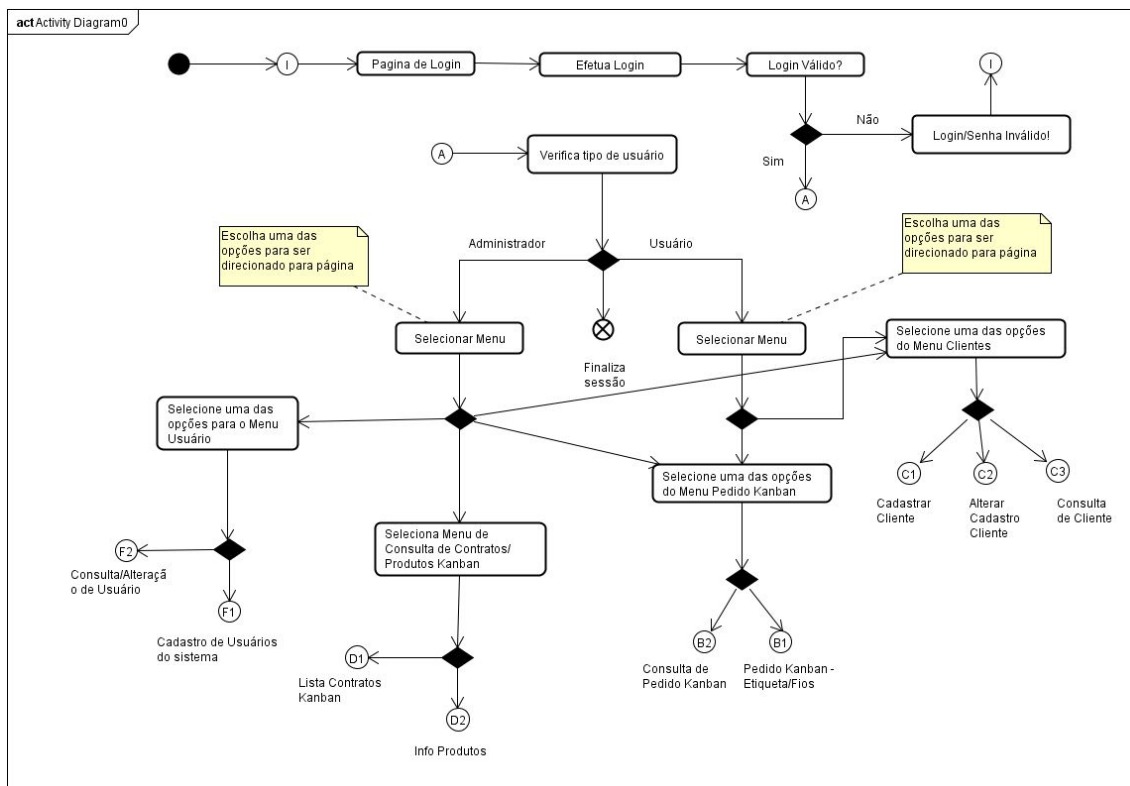 act Activity Diagram0
I
Pagina de Login
Efetua Login
Login Válido?
I
Não
Login/Senha Inválido!
Sim
A
A
Verifica tipo de usuário
Escolha uma das
opções para ser
direcionado para página
Administrador
Usuário
Escolha uma das
opções para ser
direcionado para página
Selecionar Menu
Finaliza
sessão
Selecionar Menu
Selecione uma das opções
do Menu Clientes
Selecione uma das
opções para o Menu
Usuário
Selecione uma das opções
do Menu Pedido Kanban
C1
C2
C3
Cadastrar
Cliente
Alterar
Cadastro
Cliente
Consulta
de Cliente
Seleciona Menu de
Consulta de Contratos/
Produtos Kanban
F2
Consulta/Alteraçã
o de Usuário
F1
Cadastro de Usuários
do sistema
D1
Lista Contratos
Kanban
D2
Info Produtos
B2
B1
Consulta de
Pedido Kanban
Pedido Kanban -
Etiqueta/Fios